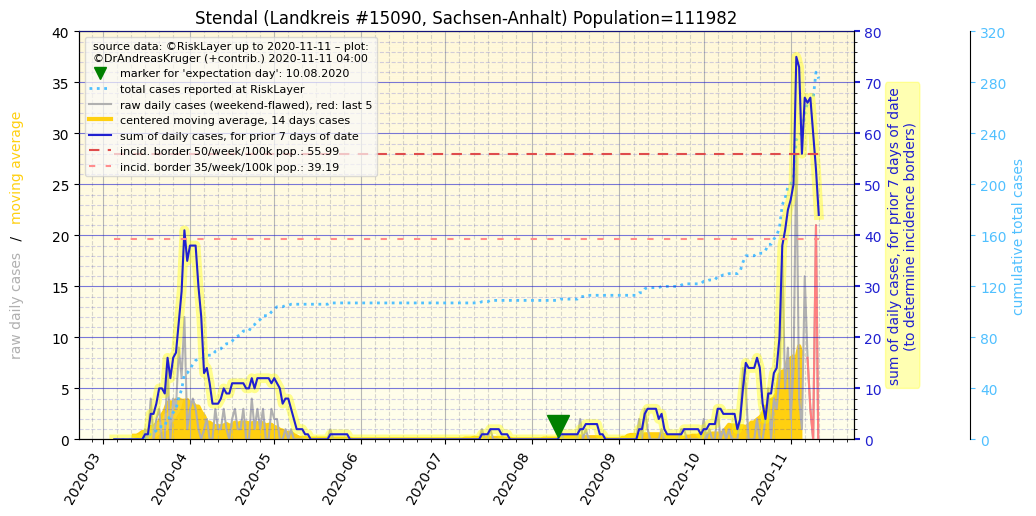 Stendal (Landkreis #15090, Sachsen-Anhalt) Population=111982
source data: ©RiskLayer up to 2020-11-11 – plot:
©DrAndreasKruger (+contrib.) 2020-11-11 04:00
marker for 'expectation day': 10.08.2020
total cases reported at RiskLayer
raw daily cases (weekend-flawed), red: last 5
centered moving average, 14 days cases
sum of daily cases, for prior 7 days of date
incid. border 50/week/100k pop.: 55.99
incid. border 35/week/100k pop.: 39.19
raw daily cases / moving average
40
35
30
25
20
15
10
5
0
2020-03
2020-04
2020-05
2020-06
2020-07
2020-08
2020-09
2020-10
2020-11
80
70
60
50
40
30
20
10
0
sum of daily cases, for prior 7 days of date
(to determine incidence borders)
320
280
240
200
160
120
80
40
0
cumulative total cases